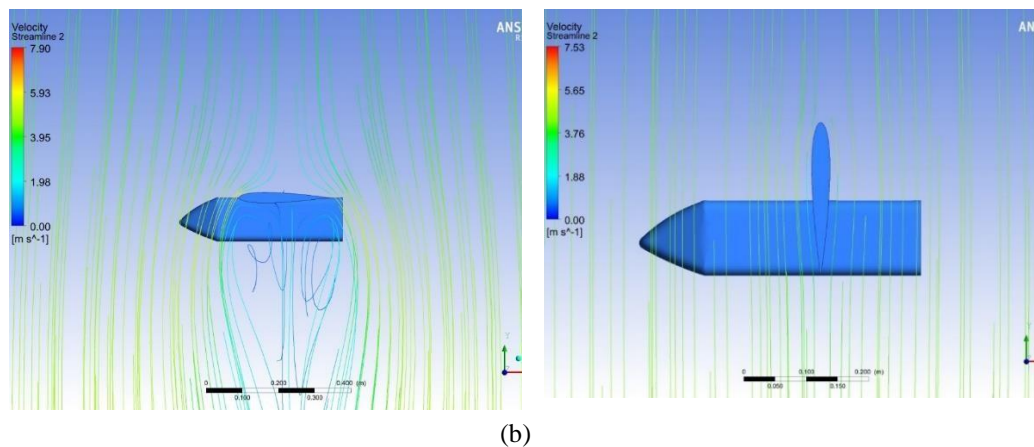 Velocity
Streamline 2
7.90
5.93
3.95
1.98
0.00
[m s^-1]
ANS
R
0
0.203
0.400
(m)
0.100
0.300
Velocity
Streamline 2
7.53
5.65
3.76
1.88
0.00
[m s^-1]
AN
0
0.100
0.200
(m)
0.050
0.150
(b)